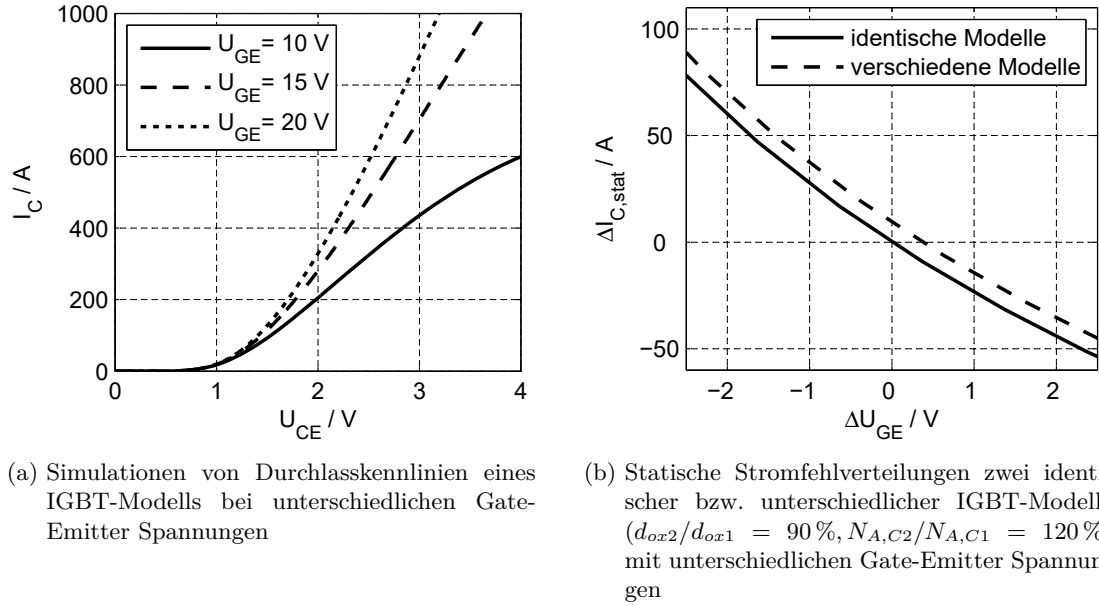 1000
800
600
400
200
0
I_C / A
U_GE= 10 V
U_GE= 15 V
U_GE= 20 V
0 1 2 3 4
U_CE / V
(a) Simulationen von Durchlasskennlinien eines
IGBT-Modells bei unterschiedlichen Gate-
Emitter Spannungen
100
50
0
−50
ΔI_C,stat / A
identische Modelle
verschiedene Modelle
−2 −1 0 1 2
ΔU_GE / V
(b) Statische Stromfehlverteilungen zwei identi
scher bzw. unterschiedlicher IGBT-Modell
(d_ox2/d_ox1 = 90 %, N_A,C2/N_A,C1 = 120 %
mit unterschiedlichen Gate-Emitter Spannun
gen